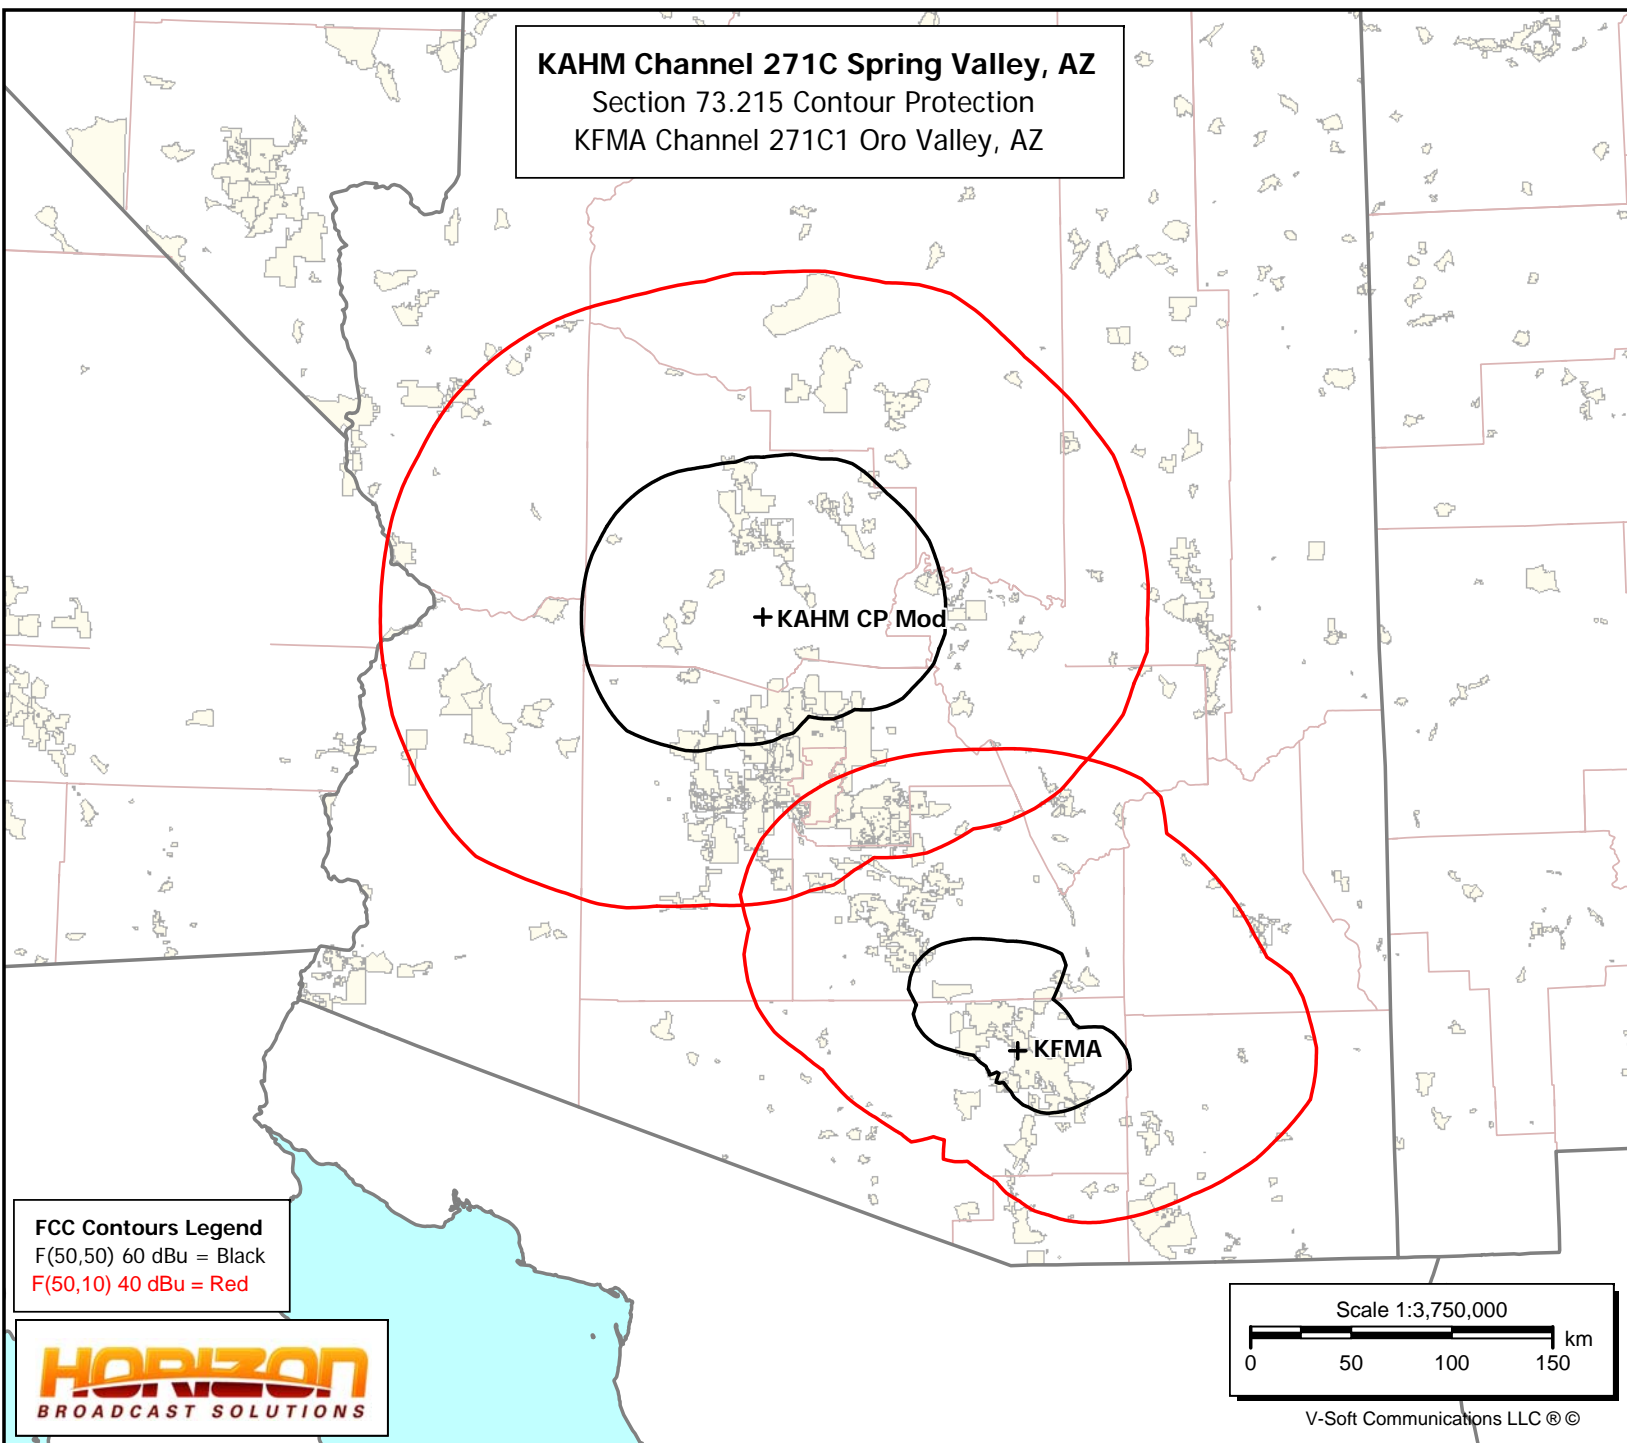 KAHM Channel 271C Spring Valley, AZ
Section 73.215 Contour Protection
KFMA Channel 271C1 Oro Valley, AZ
KAHM CP Mod
KFMA
FCC Contours Legend
F(50,50) 60 dBu = Black
F(50,10) 40 dBu = Red
HORIZON
BROADCAST SOLUTIONS
Scale 1:3,750,000
km
0 50 100 150
V-Soft Communications LLC ® ©